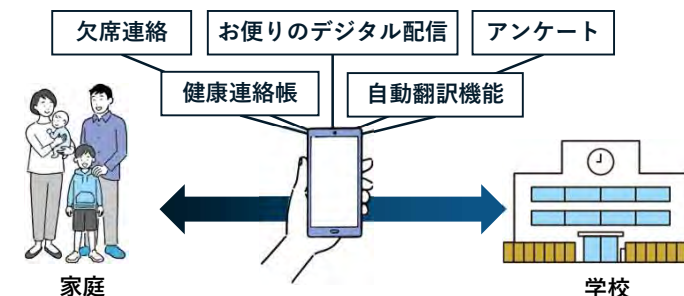 欠席連絡
お便りのデジタル配信
アンケート
健康連絡帳
自動翻訳機能
家庭
学校